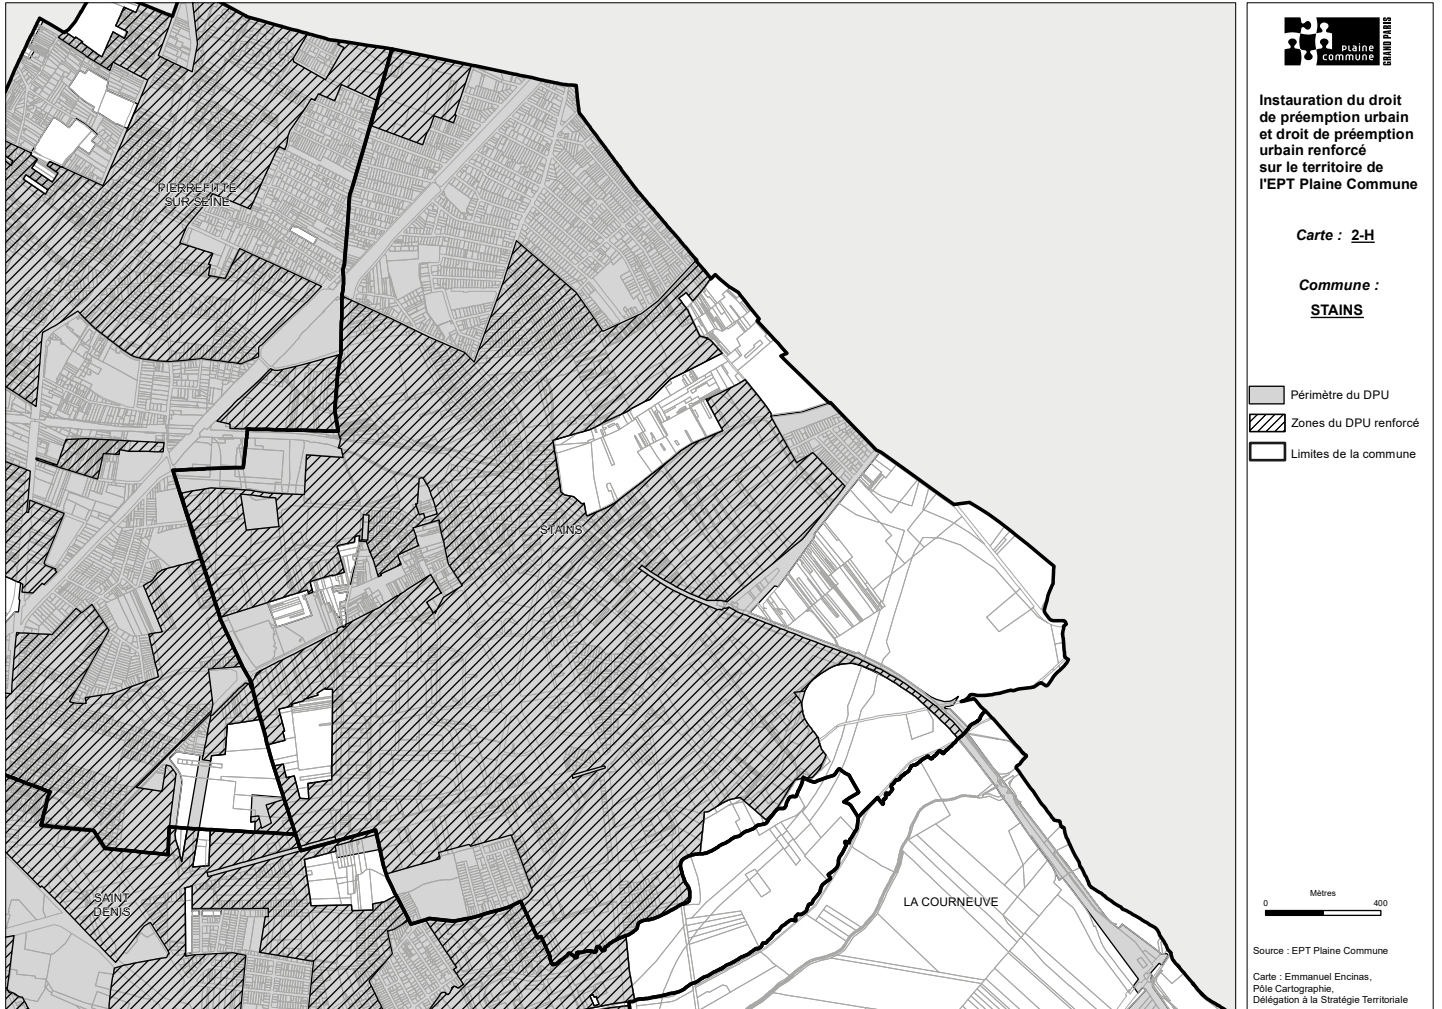 PIERREFITTE
SUR SEINE
STAINS
SAINT
DENIS
LA COURNEUVE
PLAINE
COMMUNE
GRAND PARIS
Instauration du droit
de préemption urbain
et droit de préemption
urbain renforcé
sur le territoire de
l'EPT Plaine Commune
Carte : 2-H
Commune :
STAINS
Périmètre du DPU
Zones du DPU renforcé
Limites de la commune
Mètres
0 400
Source : EPT Plaine Commune
Carte : Emmanuel Encinas,
Pôle Cartographie,
Délégation à la Stratégie Territoriale